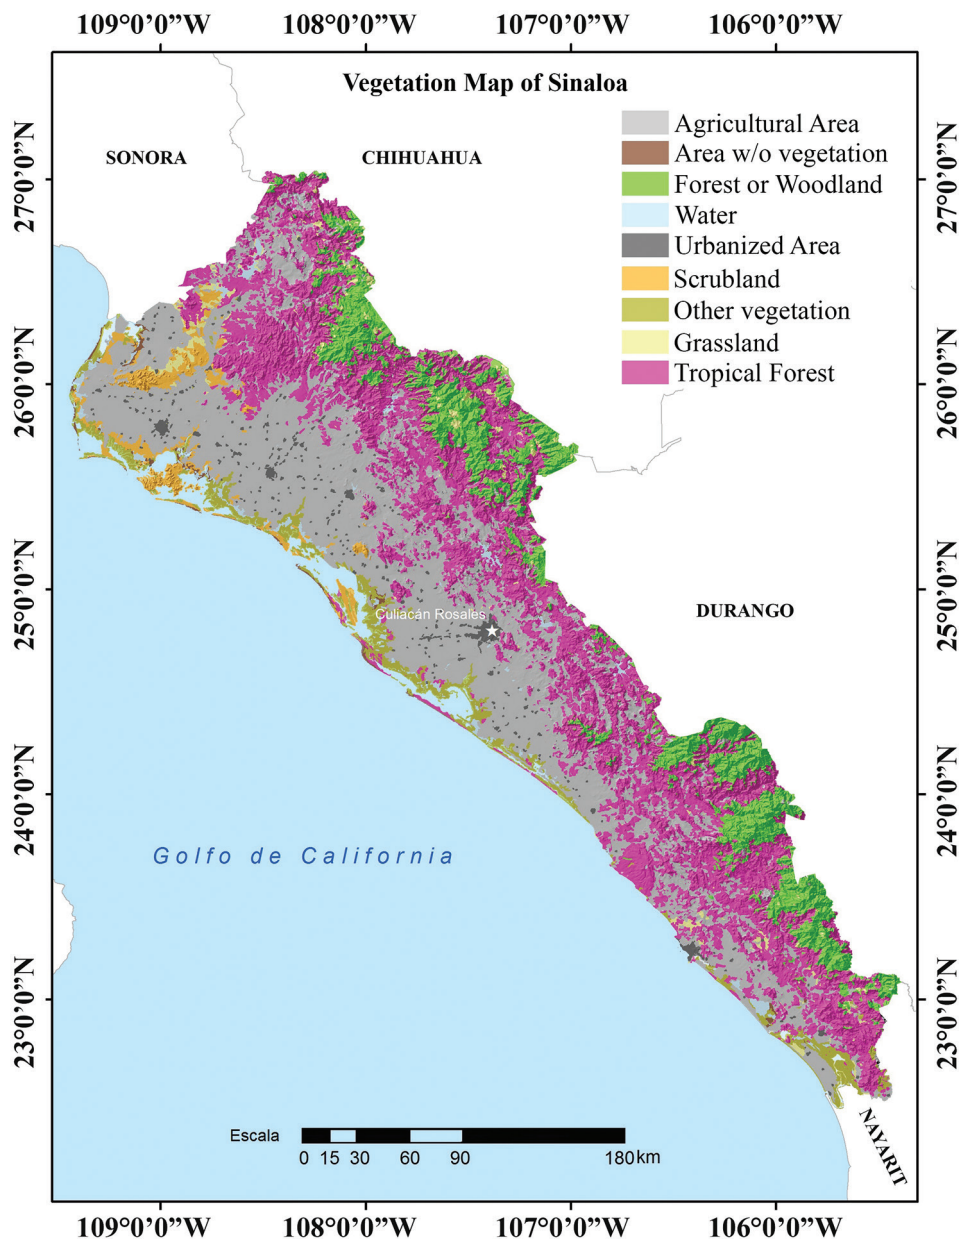 109°0'0"W 108°0'0"W 107°0'0"W 106°0'0"W
Vegetation Map of Sinaloa
Agricultural Area
Area w/o vegetation
Forest or Woodland
Water
Urbanized Area
Scrubland
Other vegetation
Grassland
Tropical Forest
SONORA
CHIHUAHUA
27°0'0"N
27°0'0"N
26°0'0"N
26°0'0"N
25°0'0"N
25°0'0"N
Culiacán Rosales
DURANGO
24°0'0"N
24°0'0"N
Golfo de California
23°0'0"N
23°0'0"N
NAYARIT
Escala
0 15 30 60 90 180 km
109°0'0"W 108°0'0"W 107°0'0"W 106°0'0"W